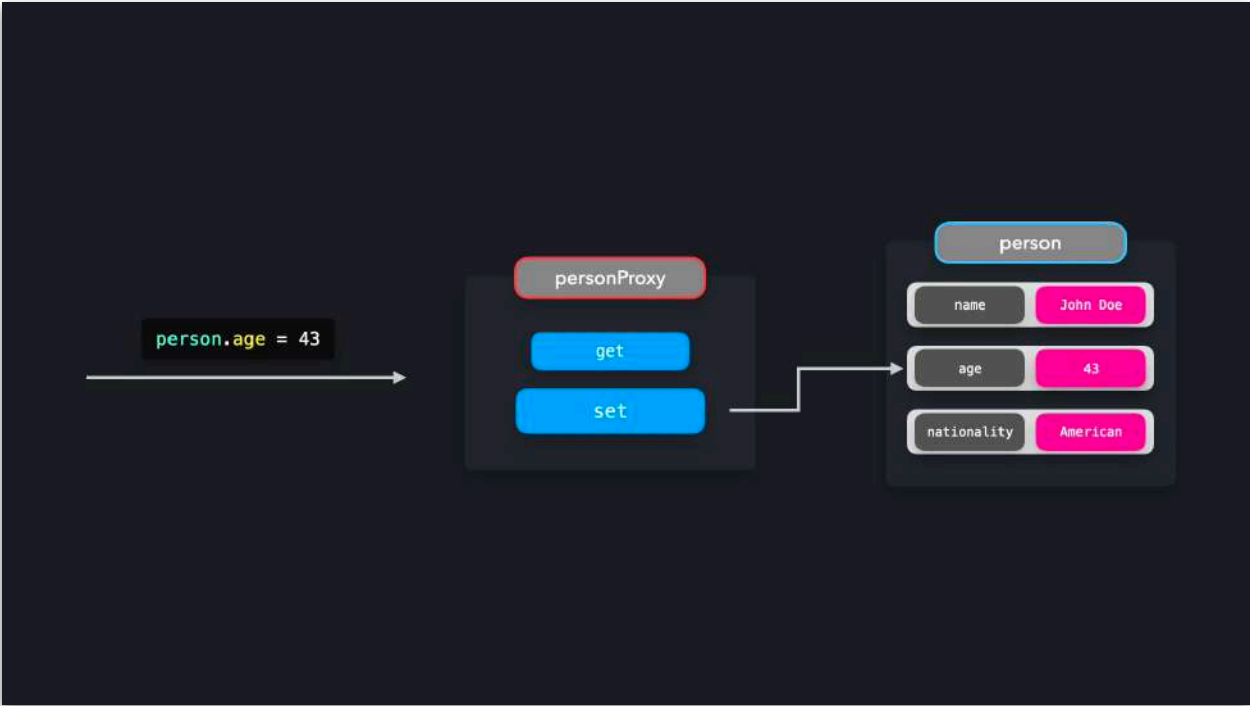 person.age = 43
personProxy
get
set
person
name John Doe
age 43
nationality American